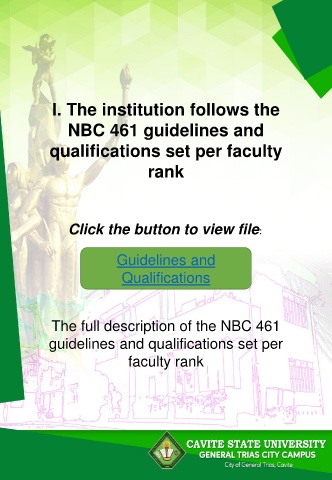 I. The institution follows the
NBC 461 guidelines and
qualifications set per faculty
rank
Click the button to view file:
Guidelines and
Qualifications
The full description of the NBC 461
guidelines and qualifications set per
faculty rank
CAVITE STATE UNIVERSITY
GENERAL TRIAS CITY CAMPUS
City of General Trias, Cavite